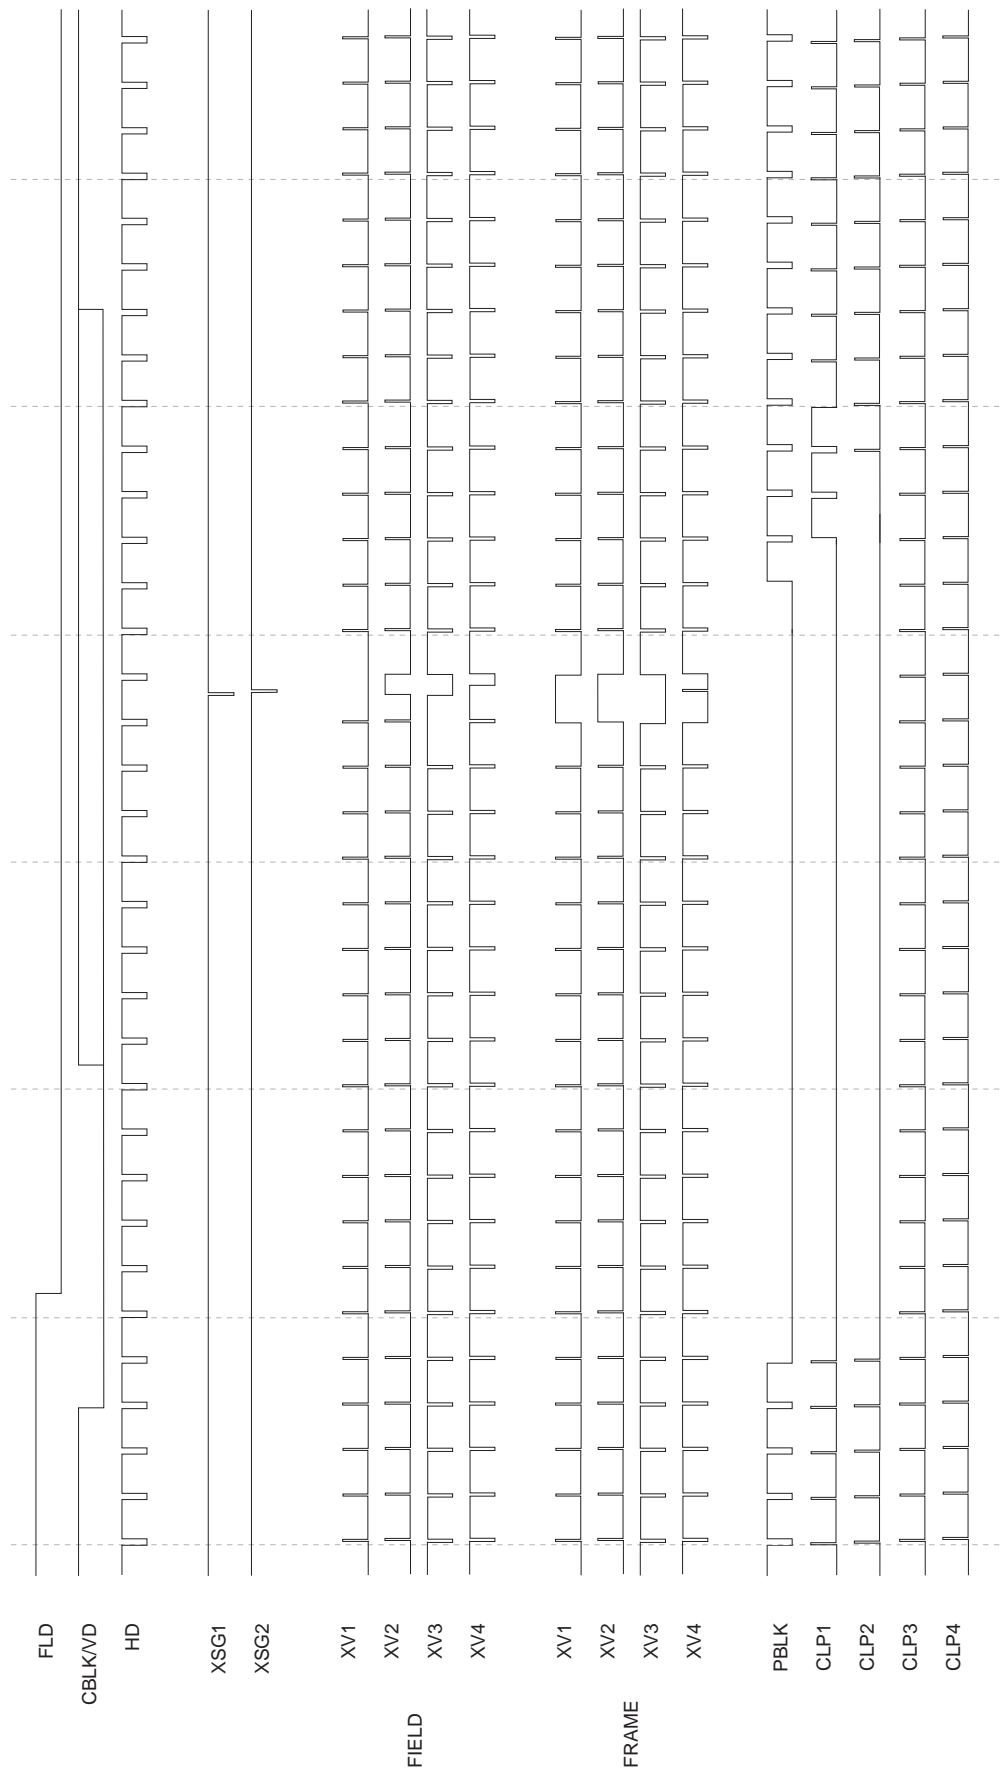 FLD
CBLK/VD
HD
XSG1
XSG2
FIELD
XV1
XV2
XV3
XV4
FRAME
XV1
XV2
XV3
XV4
PBLK
CLP1
CLP2
CLP3
CLP4